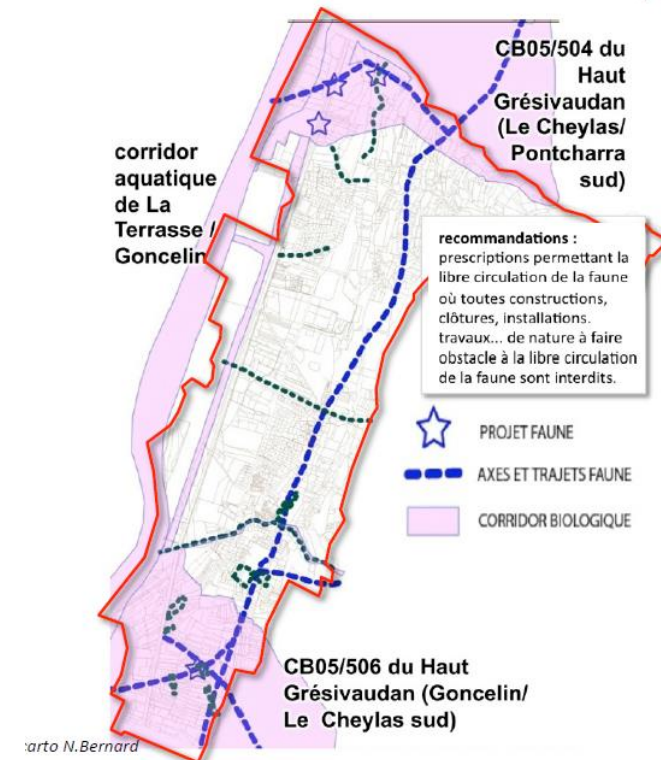 CB05/504 du
Haut
Grésivaudan
(Le Cheylas/
Pontcharra
sud)
corridor
aquatique
de La
Terrasse /
Goncelin
recommandations :
prescriptions permettant la
libre circulation de la faune
où toutes constructions,
clôtures, installations.
travaux... de nature à faire
obstacle à la libre circulation
de la faune sont interdits.
PROJET FAUNE
AXES ET TRAJETS FAUNE
CORRIDOR BIOLOGIQUE
CB05/506 du Haut
Grésivaudan (Goncelin/
Le Cheylas sud)
arto N.Bernard